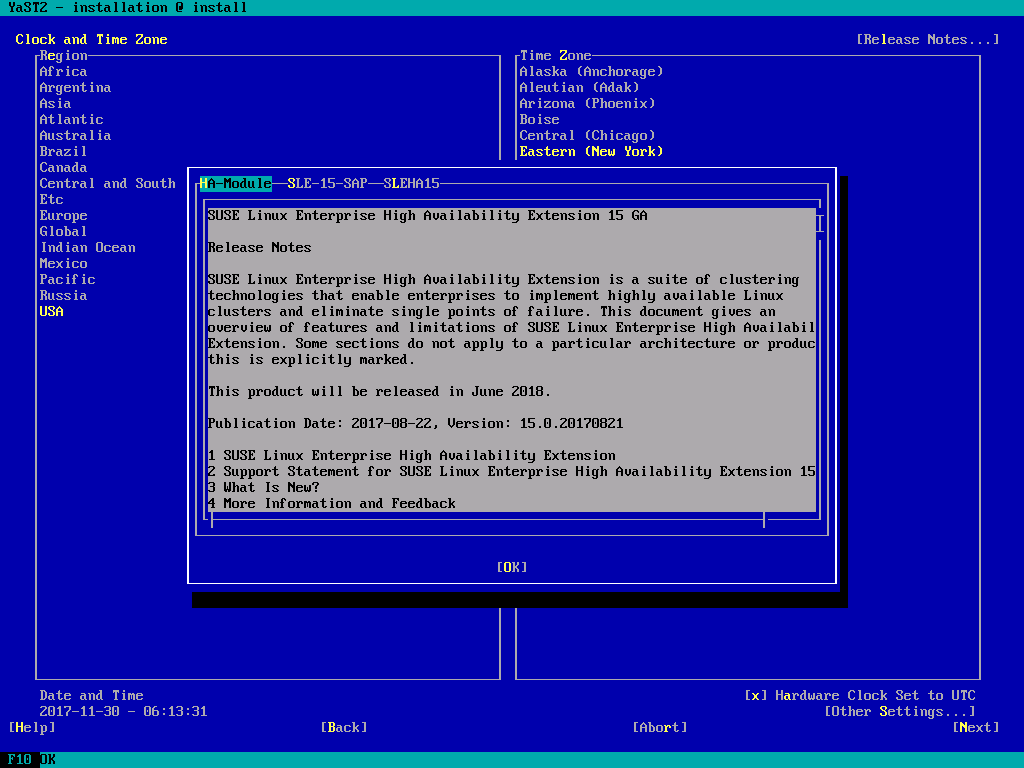 YaST2 - installation @ install
Clock and Time Zone
[Release Notes...]
Region
Africa
Argentina
Asia
Atlantic
Australia
Brazil
Canada
Central and South
Etc
Europe
Global
Indian Ocean
Mexico
Pacific
Russia
USA
Time Zone
Alaska (Anchorage)
Aleutian (Adak)
Arizona (Phoenix)
Boise
Central (Chicago)
Eastern (New York)
HA-Module SLE-15-SAP SLEHA15
SUSE Linux Enterprise High Availability Extension 15 GA
Release Notes
SUSE Linux Enterprise High Availability Extension is a suite of clustering
technologies that enable enterprises to implement highly available Linux
clusters and eliminate single points of failure. This document gives an
overview of features and limitations of SUSE Linux Enterprise High Availabil
Extension. Some sections do not apply to a particular architecture or produc
this is explicitly marked.
This product will be released in June 2018.
Publication Date: 2017-08-22, Version: 15.0.20170821
1 SUSE Linux Enterprise High Availability Extension
2 Support Statement for SUSE Linux Enterprise High Availability Extension 15
3 What Is New?
4 More Information and Feedback
[OK]
Date and Time
2017-11-30 - 06:13:31
[x] Hardware Clock Set to UTC
[Other Settings...]
[Help] [Back] [Abort] [Next]
F10 OK